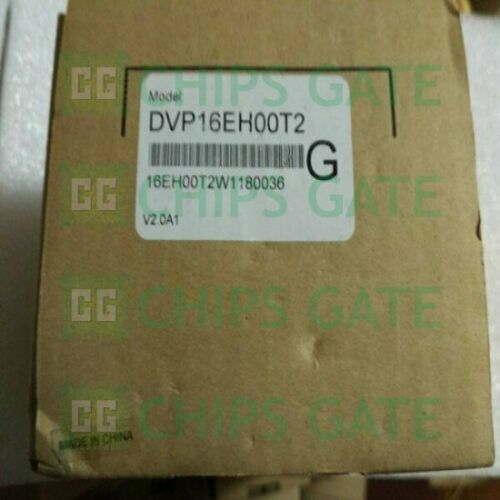 CG CHIPS GATE
Model:
DVP16EH00T2
G
16EH00T2W1180036
V2.0A1
CG CHIPS GATE
CG CHIPS GATE
CG CHIPS GATE
MADE IN CHINA